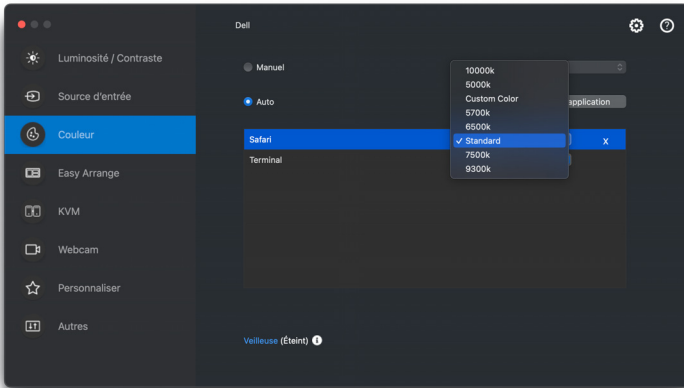 Dell
Luminosité / Contraste
Source d'entrée
Couleur
Easy Arrange
KVM
Webcam
Personnaliser
Autres
Manuel
Auto
application
Safari
X
Terminal
10000k
5000k
Custom Color
5700k
6500k
✓ Standard
7500k
9300k
Veilleuse (Éteint)